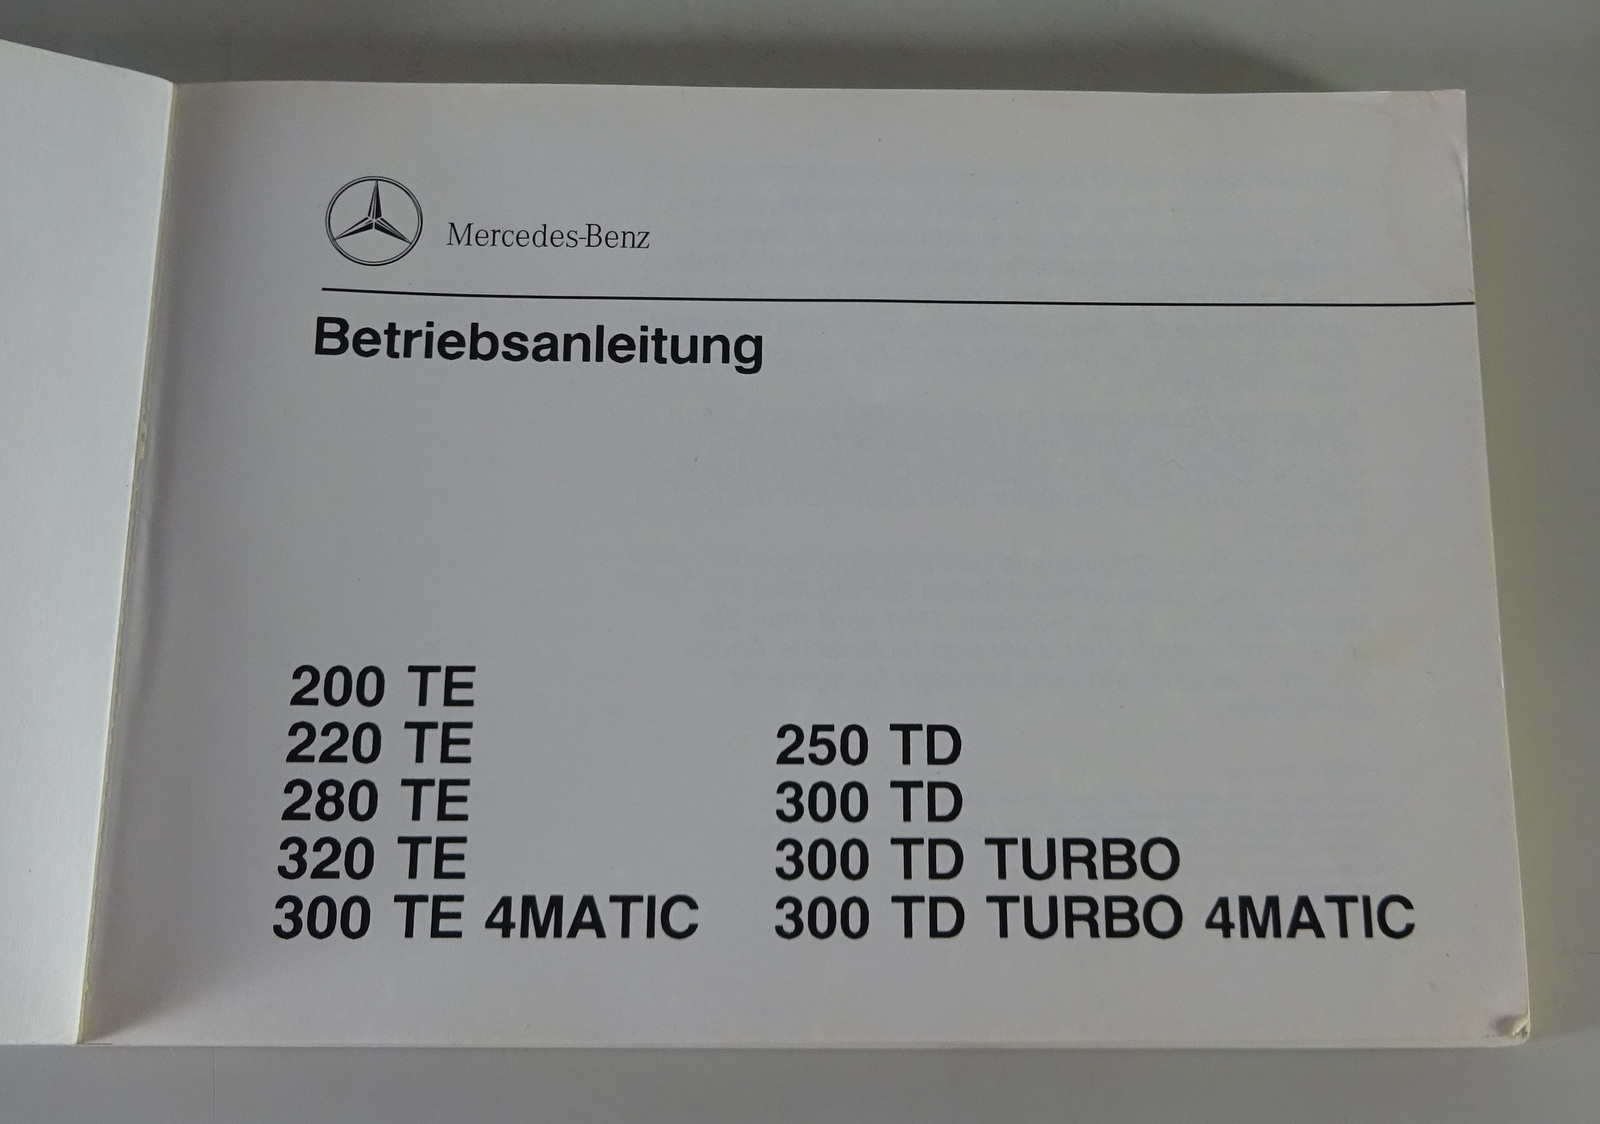 Mercedes-Benz
Betriebsanleitung
200 TE
220 TE
280 TE
320 TE
300 TE 4MATIC
250 TD
300 TD
300 TD TURBO
300 TD TURBO 4MATIC